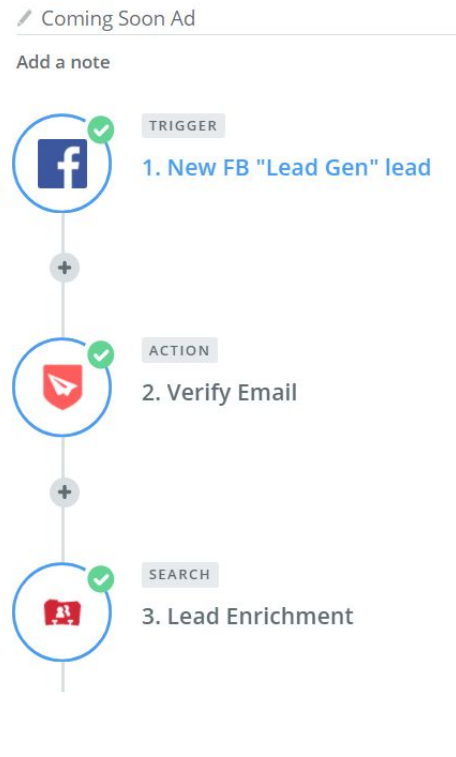 Coming Soon Ad
Add a note
TRIGGER
1. New FB "Lead Gen" lead
ACTION
2. Verify Email
SEARCH
3. Lead Enrichment